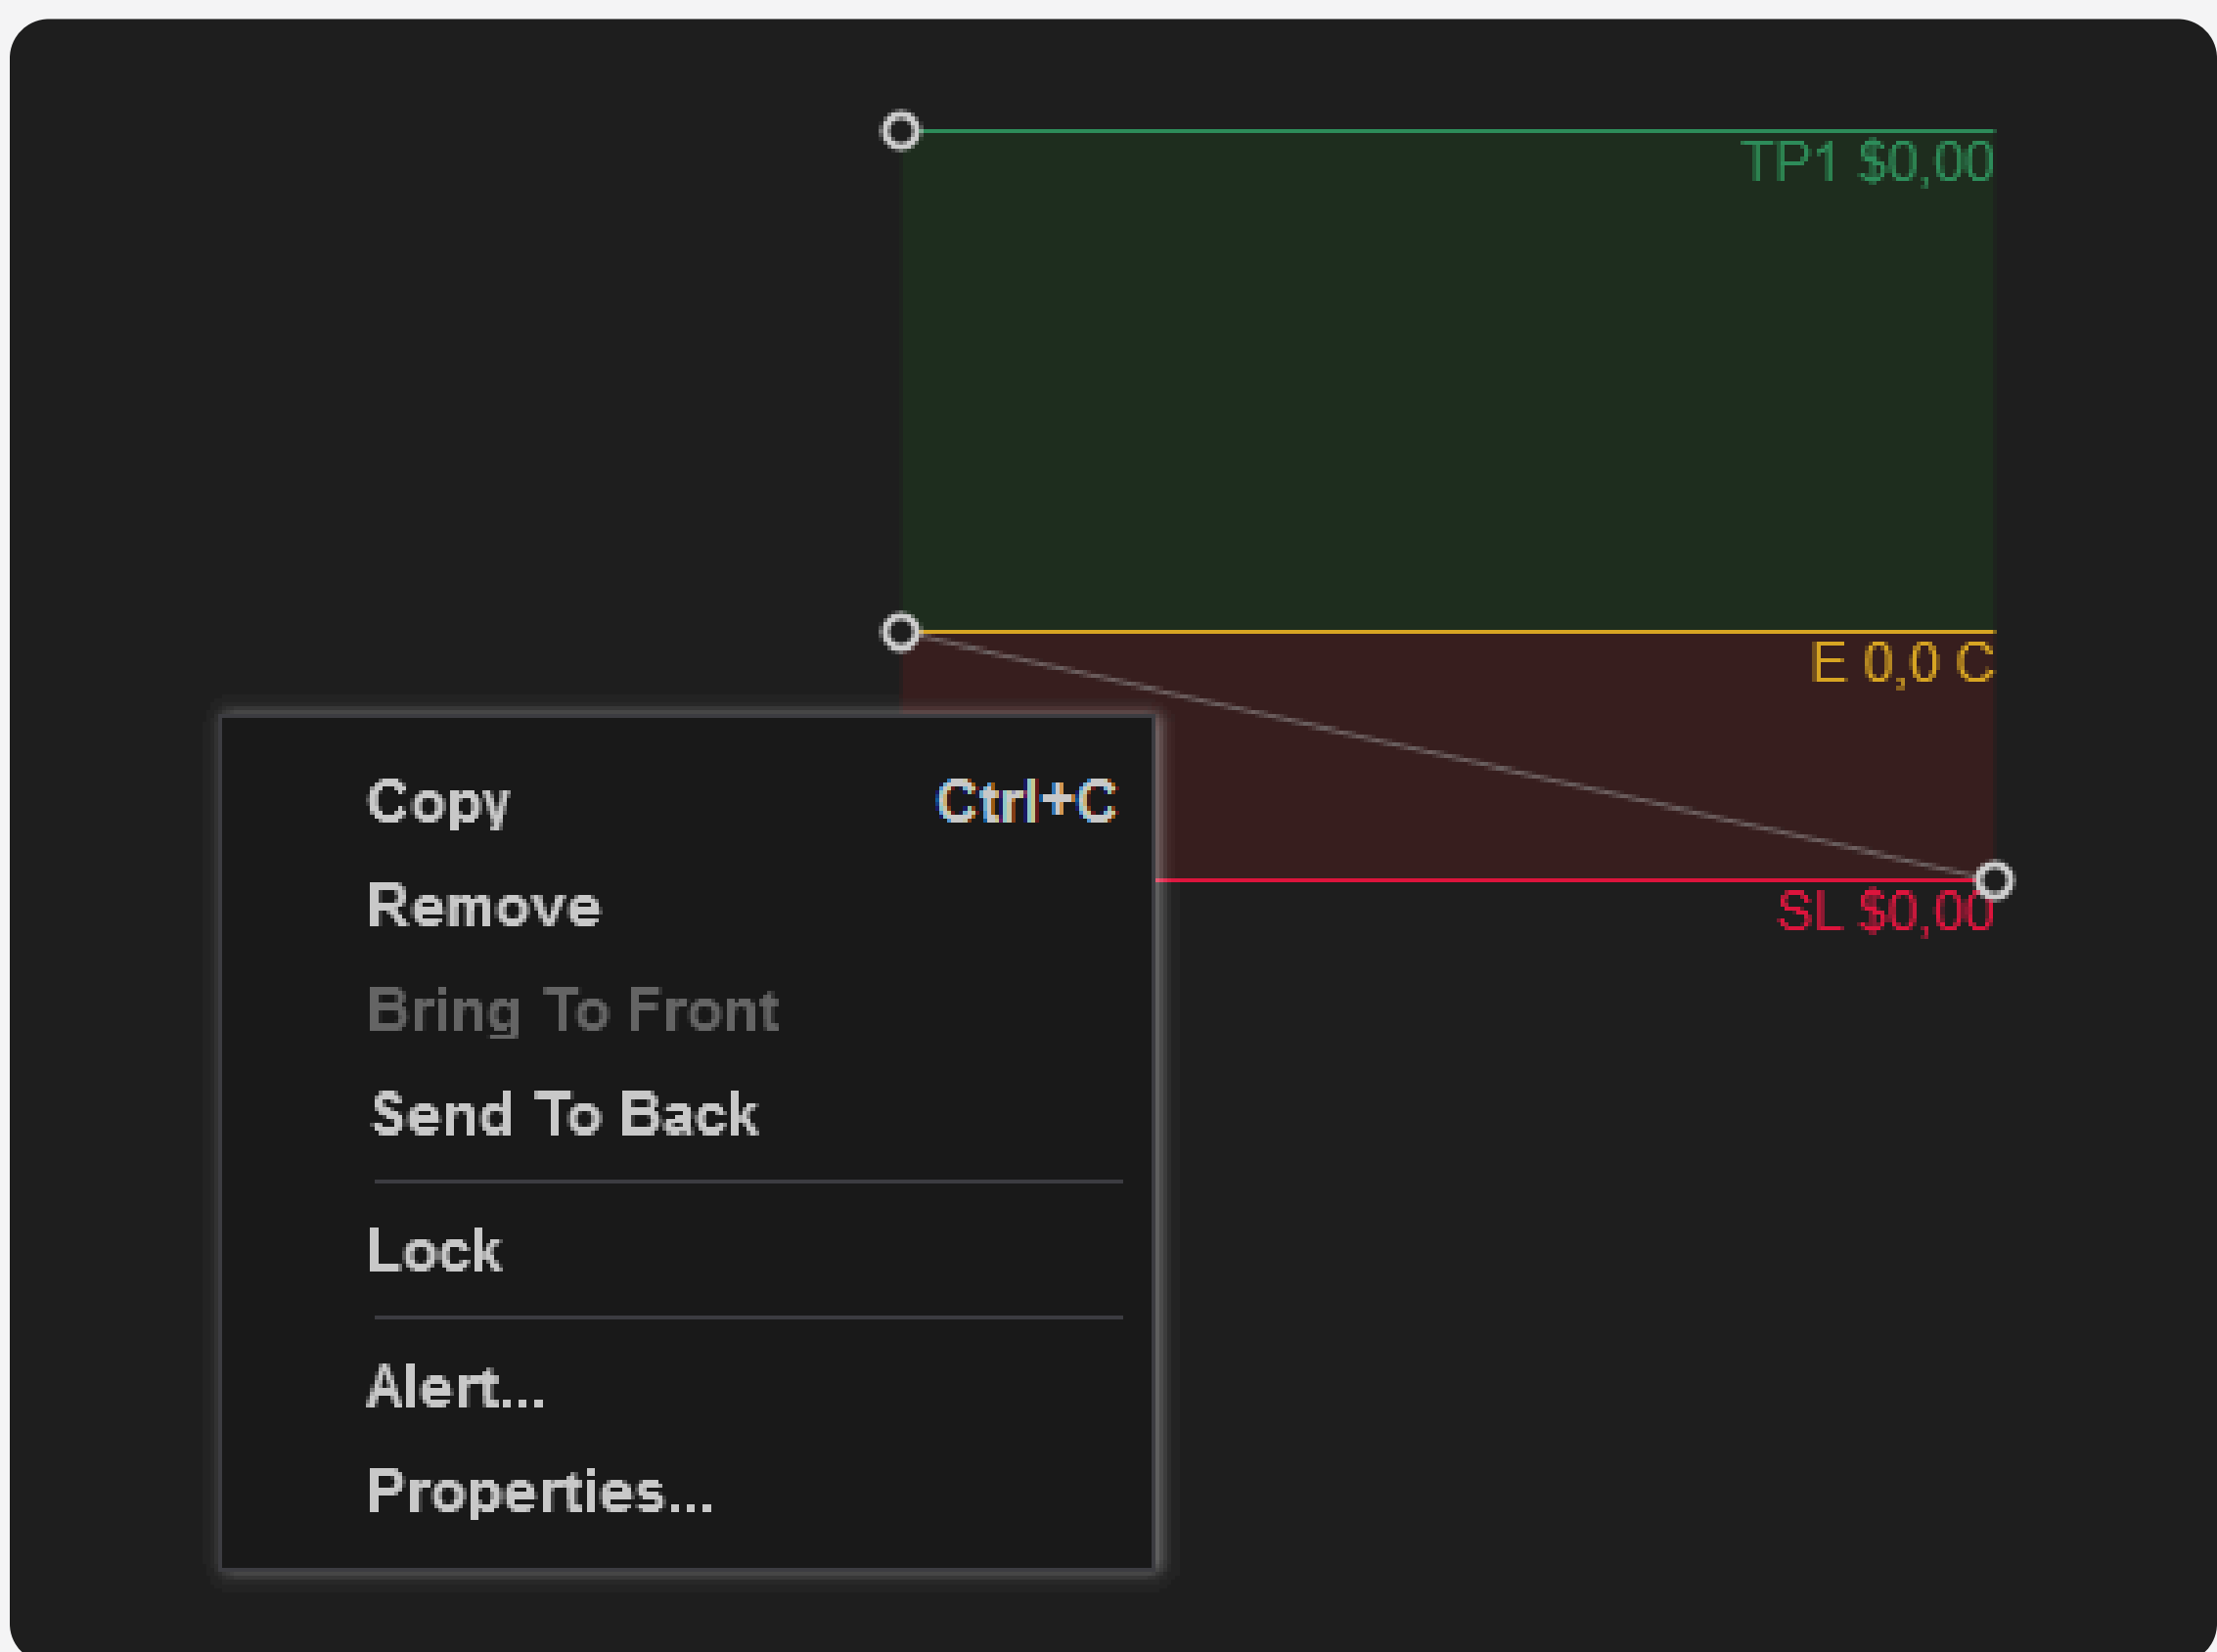 TP1 $0,00
E 0,0 C
Copy Ctrl+C
Remove
SL $0,00
Bring To Front
Send To Back
Lock
Alert...
Properties...